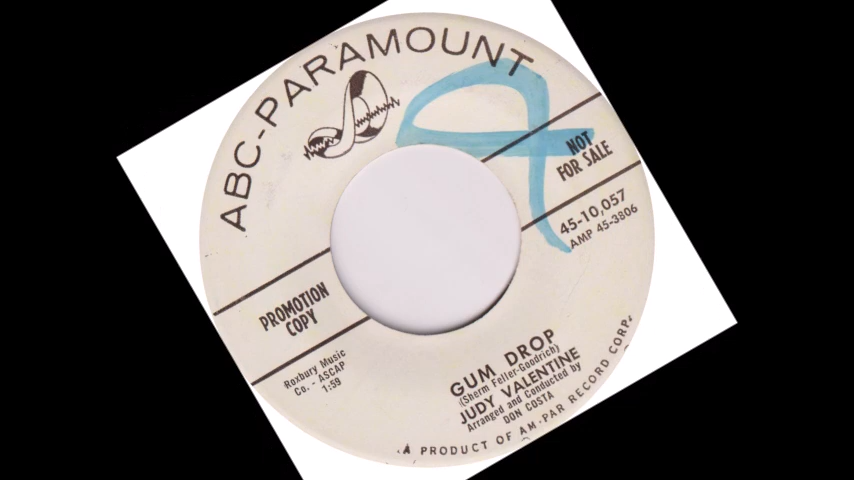 ABC-PARAMOUNT
NOT
FOR SALE
45-10,057
AMP 45-3806
PROMOTION
COPY
Roxbury Music
Co. - ASCAP
1:59
GUM DROP
(Sherm Feller-Goodrich)
JUDY VALENTINE
Arranged and Conducted by
DON COSTA
A PRODUCT OF AM-PAR RECORD CORP.